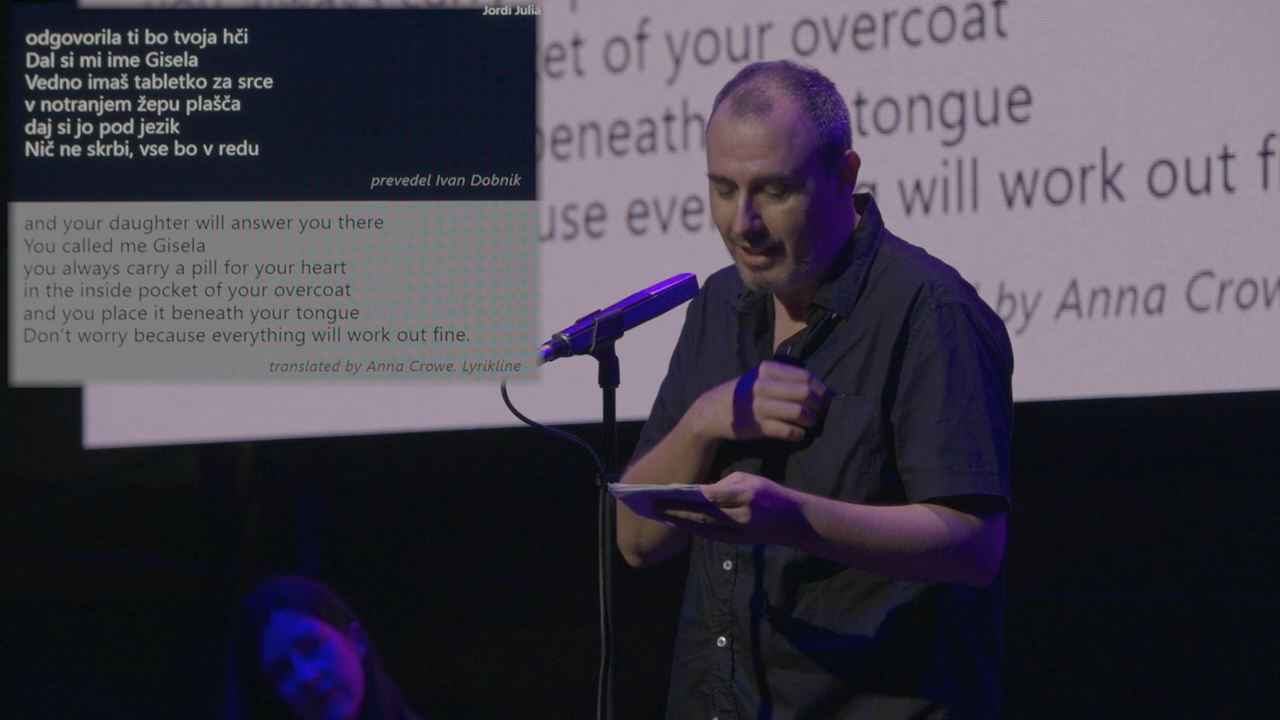 Jordi Julià
odgovorila ti bo tvoja hči
Dal si mi ime Gisela
Vedno imaš tabletko za srce
v notranjem žepu plašča
daj si jo pod jezik
Nič ne skrbi, vse bo v redu
prevedel Ivan Dobnik
and your daughter will answer you there
You called me Gisela
you always carry a pill for your heart
in the inside pocket of your overcoat
and you place it beneath your tongue
Don't worry because everything will work out fine.
translated by Anna Crowe, Lyrikline
of your overcoat
beneath tongue
will work out
by Anna